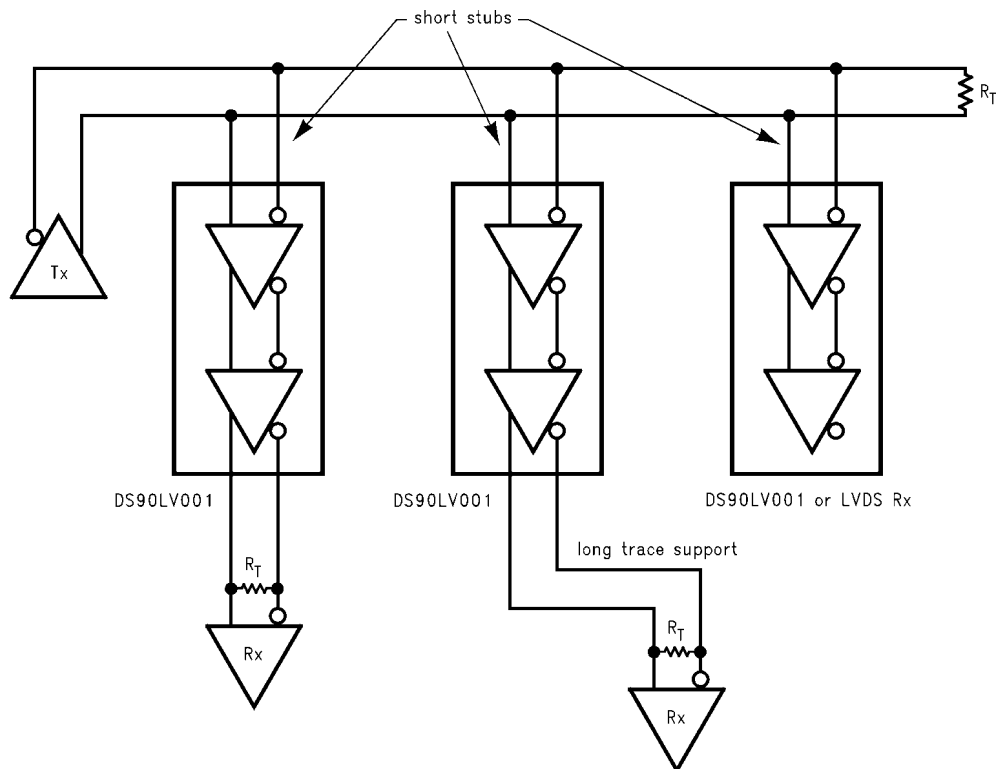 short stubs
R_T
Tx
DS90LV001
DS90LV001
DS90LV001 or LVDS Rx
long trace support
R_T
Rx
R_T
Rx